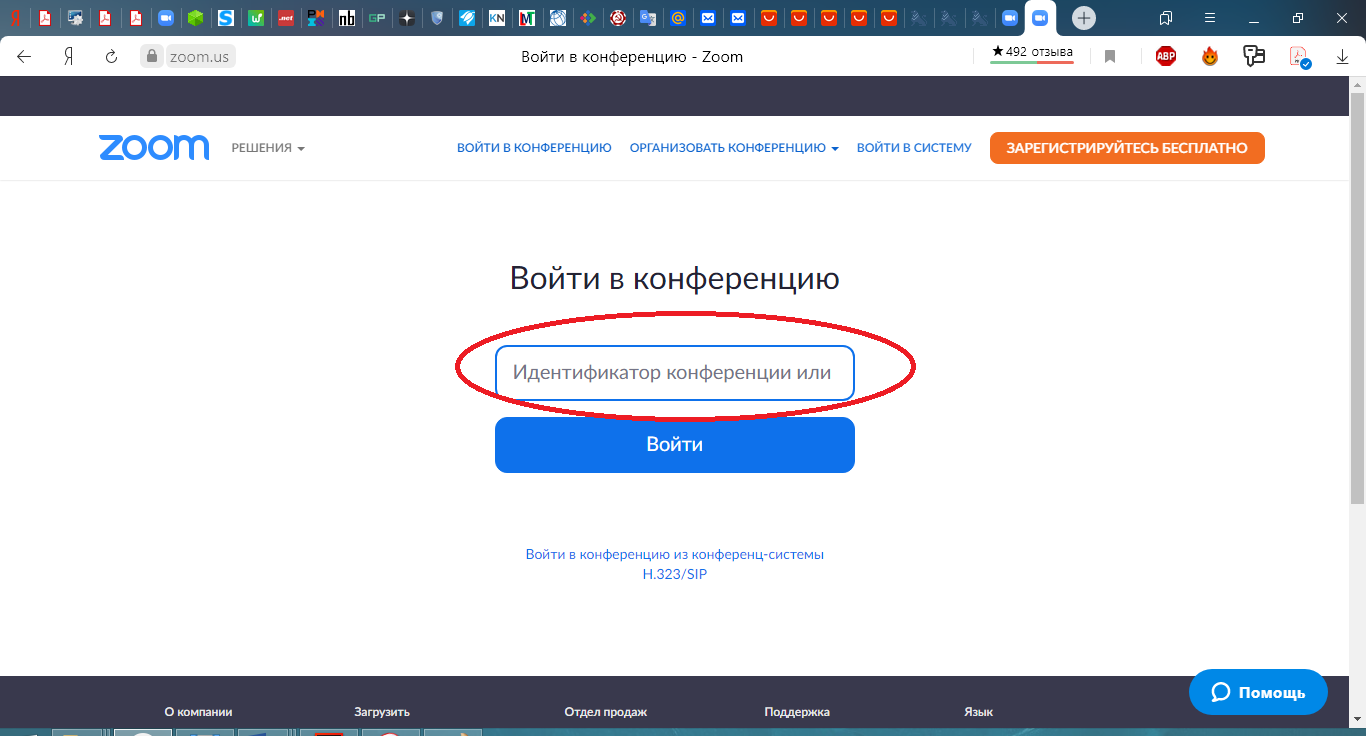 zoom.us
Войти в конференцию - Zoom
★492 отзыва
ABP
zoom
РЕШЕНИЯ
ВОЙТИ В КОНФЕРЕНЦИЮ
ОРГАНИЗОВАТЬ КОНФЕРЕНЦИЮ
ВОЙТИ В СИСТЕМУ
ЗАРЕГИСТРИРУЙТЕСЬ БЕСПЛАТНО
Войти в конференцию
Идентификатор конференции или
Войти
Войти в конференцию из конференц-системы
H.323/SIP
Помощь
О компании
Загрузить
Отдел продаж
Поддержка
Язык